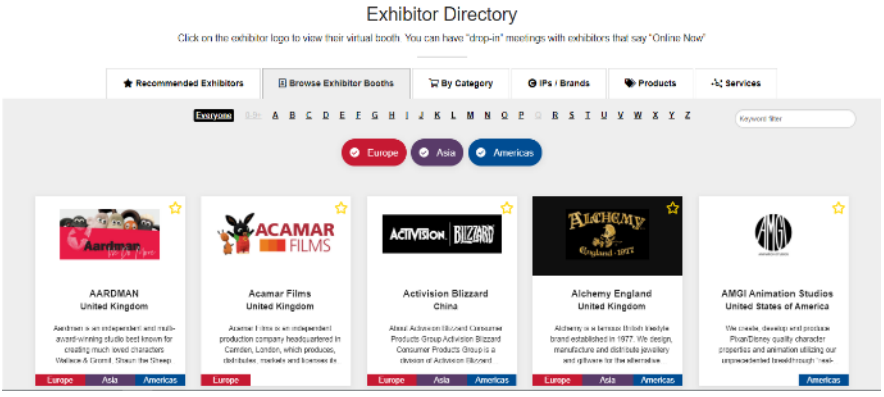 Exhibitor Directory
Click on the exhibitor logo to view their virtual booth. You can have "drop-in" meetings with exhibitors that say "Online Now"
Recommended Exhibitors Browse Exhibitor Booths By Category IPs / Brands Products Services
Everyone 0-9 A B C D E F G H I J K L M N O P Q R S T U V W X Y Z Keyword filter
Europe Asia Americas
Aardman
ACAMAR FILMS
ACTIVISION BLIZZARD
ALCHEMY England 1977
AMGI
AARDMAN
United Kingdom
Aardman is an independent and multi-
award-winning studio best known for
creating much loved characters
Wallace & Gromit, Shaun the Sheep
Europe Asia Americas
Acamar Films
United Kingdom
Acamar Films is an independent
production company headquartered in
Camden, London, which produces,
distributes, markets and licenses its
Europe
Activision Blizzard
China
About Activision Blizzard Consumer
Products Group Activision Blizzard
Consumer Products Group is a
division of Activision Blizzard
Europe Asia Americas
Alchemy England
United Kingdom
Alchemy is a famous British lifestyle
brand established in 1977. We design,
manufacture and distribute jewellery
and giftware for the alternative
Europe Asia Americas
AMGI Animation Studios
United States of America
We create, develop and produce
Pixar/Disney quality character
properties and animation utilizing our
unprecedented breakthrough "real-
Americas